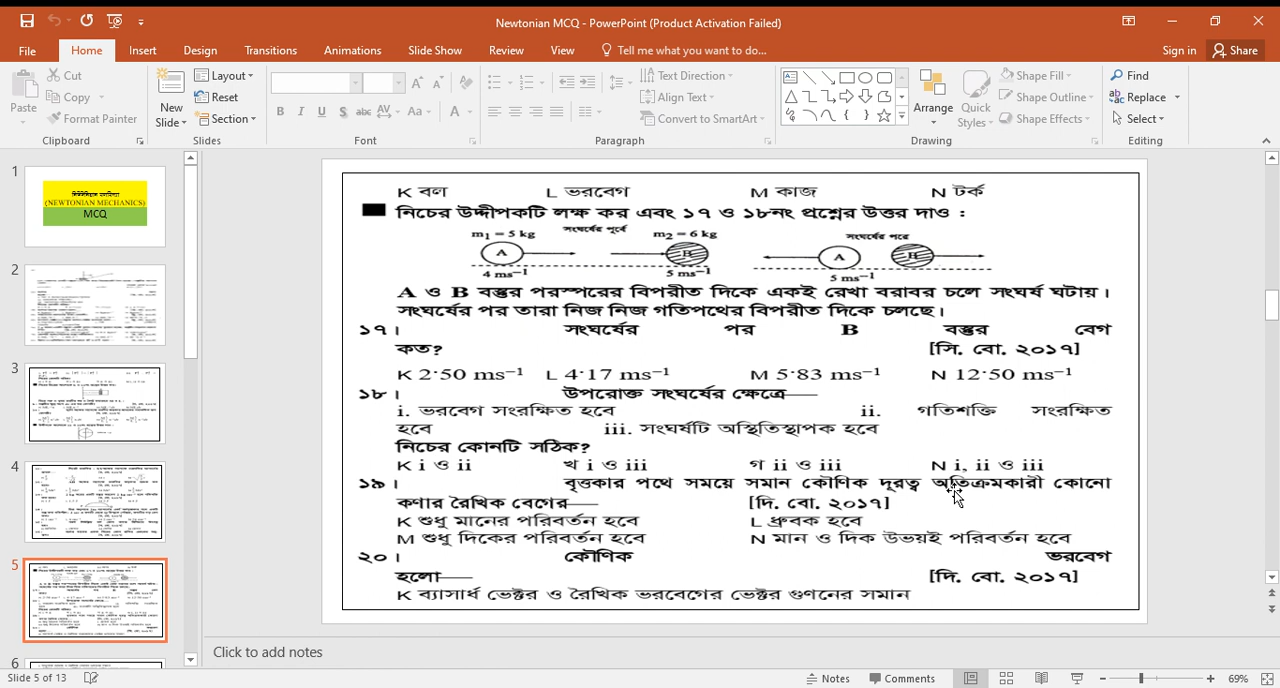 Newtonian MCQ - PowerPoint (Product Activation Failed)
File Home Insert Design Transitions Animations Slide Show Review View Tell me what you want to do... Sign in Share
Paste Cut Copy Format Painter Clipboard
New Slide Layout Reset Section Slides
Font
Text Direction Align Text Convert to SmartArt Paragraph
Arrange Quick Styles Shape Fill Shape Outline Shape Effects Drawing
Find Replace Select Editing
1
(NEWTONIAN MECHANICS)
MCQ
2
3
4
5
6
K বল L ভরবেগ M কাজ N টর্ক
নিচের উদ্দীপকটি লক্ষ কর এবং ১৭ ও ১৮নং প্রশ্নের উত্তর দাও :
m₁ = 5 kg সংঘর্ষের পূর্বে m₂ = 6 kg সংঘর্ষের পরে
A B A B
4 ms⁻¹ 5 ms⁻¹ 5 ms⁻¹
A ও B বস্তুর পরস্পরের বিপরীত দিকে একই রেখা বরাবর চলে সংঘর্ষ ঘটায়।
সংঘর্ষের পর তারা নিজ নিজ গতিপথের বিপরীত দিকে চলছে।
১৭। সংঘর্ষের পর B বস্তুর বেগ
কত? [সি. বো. ২০১৭]
K 2·50 ms⁻¹ L 4·17 ms⁻¹ M 5·83 ms⁻¹ N 12·50 ms⁻¹
১৮। উপরোক্ত সংঘর্ষের ক্ষেত্রে—
i. ভরবেগ সংরক্ষিত হবে ii. গতিশক্তি সংরক্ষিত
হবে iii. সংঘর্ষটি অস্থিতিস্থাপক হবে
নিচের কোনটি সঠিক?
K i ও ii খ i ও iii গ ii ও iii N i, ii ও iii
১৯। বৃত্তকার পথে সময়ে সমান কৌণিক দূরত্ব অতিক্রমকারী কোনো
কণার রৈখিক বেগের— [দি. বো. ২০১৭]
K শুধু মানের পরিবর্তন হবে L ধ্রুবক হবে
M শুধু দিকের পরিবর্তন হবে N মান ও দিক উভয়ই পরিবর্তন হবে
২০। কৌণিক ভরবেগ
হলো— [দি. বো. ২০১৭]
K ব্যাসার্ধ ভেক্টর ও রৈখিক ভরবেগের ভেক্টর গুণনের সমান
Click to add notes
Slide 5 of 13 Notes Comments 69%